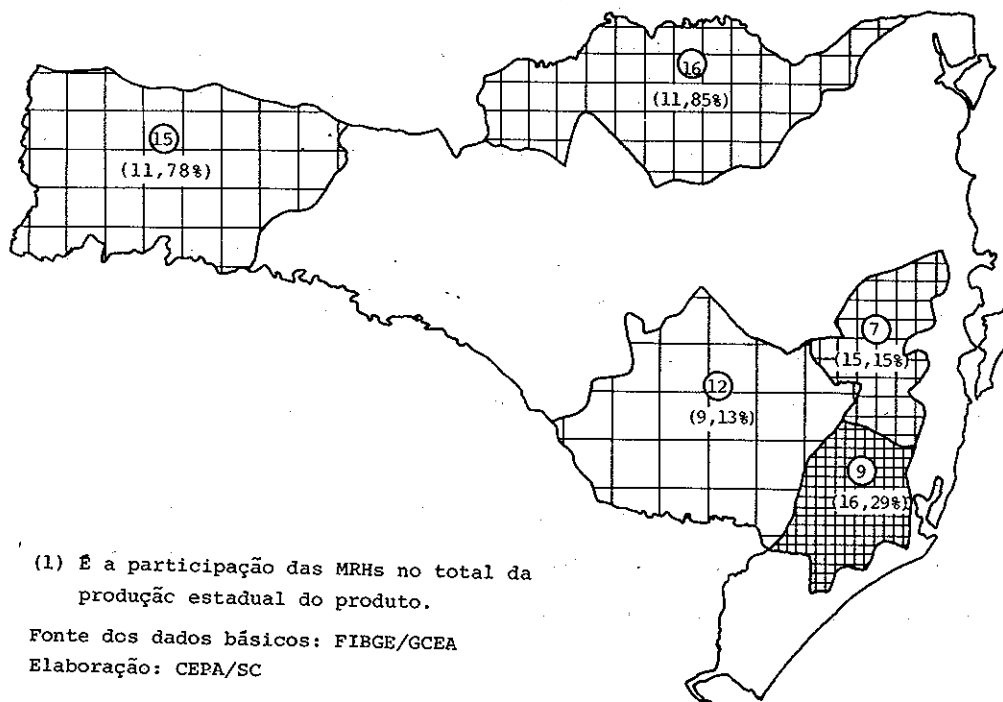 16
(11,85%)
15
(11,78%)
7
(15,15%)
12
(9,13%)
9
(16,29%)
(1) É a participação das MRHs no total da
produção estadual do produto.
Fonte dos dados básicos: FIBGE/GCEA
Elaboração: CEPA/SC